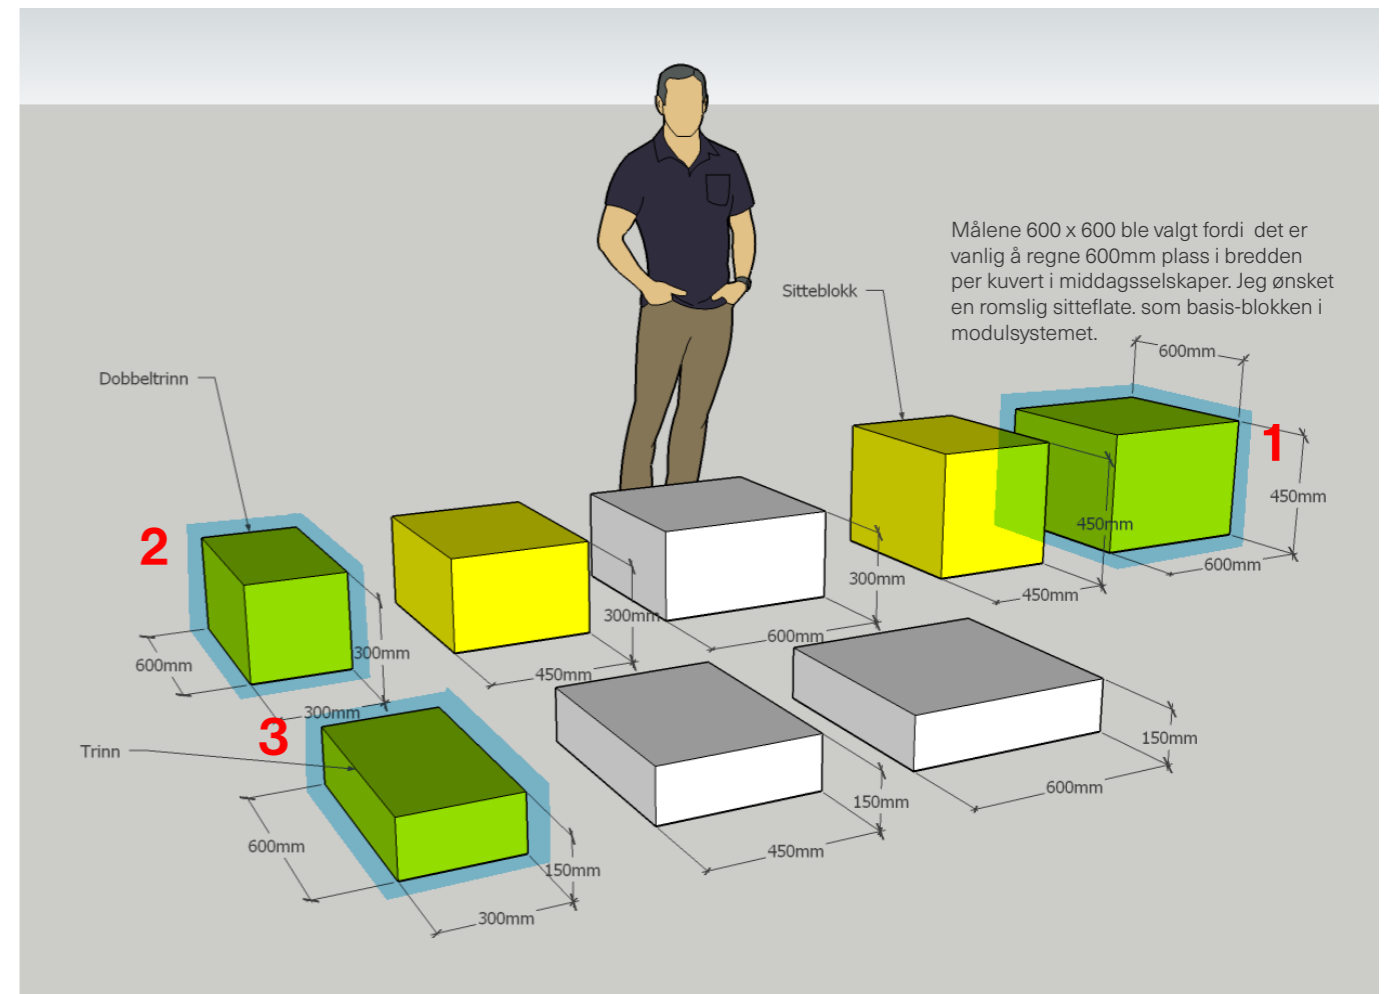 Målene 600 x 600 ble valgt fordi  det er
vanlig å regne 600mm plass i bredden
per kuvert i middagsselskaper. Jeg ønsket
en romslig sitteflate. som basis-blokken i
modulsystemet.
Sitteblokk
600mm
Dobbeltrinn
1
450mm
450mm
2
600mm
300mm
450mm
300mm
600mm
600mm
300mm
450mm
300mm
3
150mm
Trinn
600mm
150mm
600mm
450mm
150mm
300mm